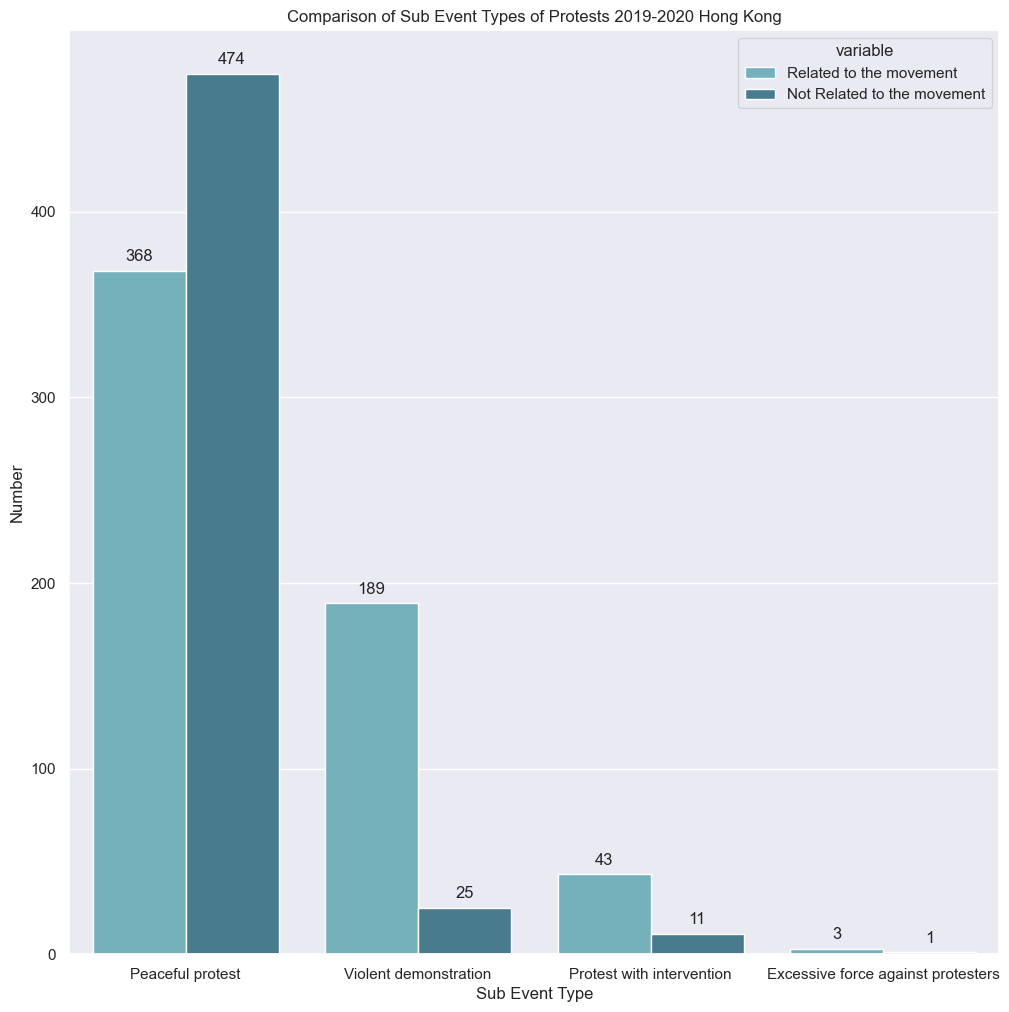 Comparison of Sub Event Types of Protests 2019-2020 Hong Kong
variable
Related to the movement
Not Related to the movement
474
368
189
25
43
11
3
1
400
300
200
100
0
Number
Peaceful protest
Violent demonstration
Protest with intervention
Excessive force against protesters
Sub Event Type